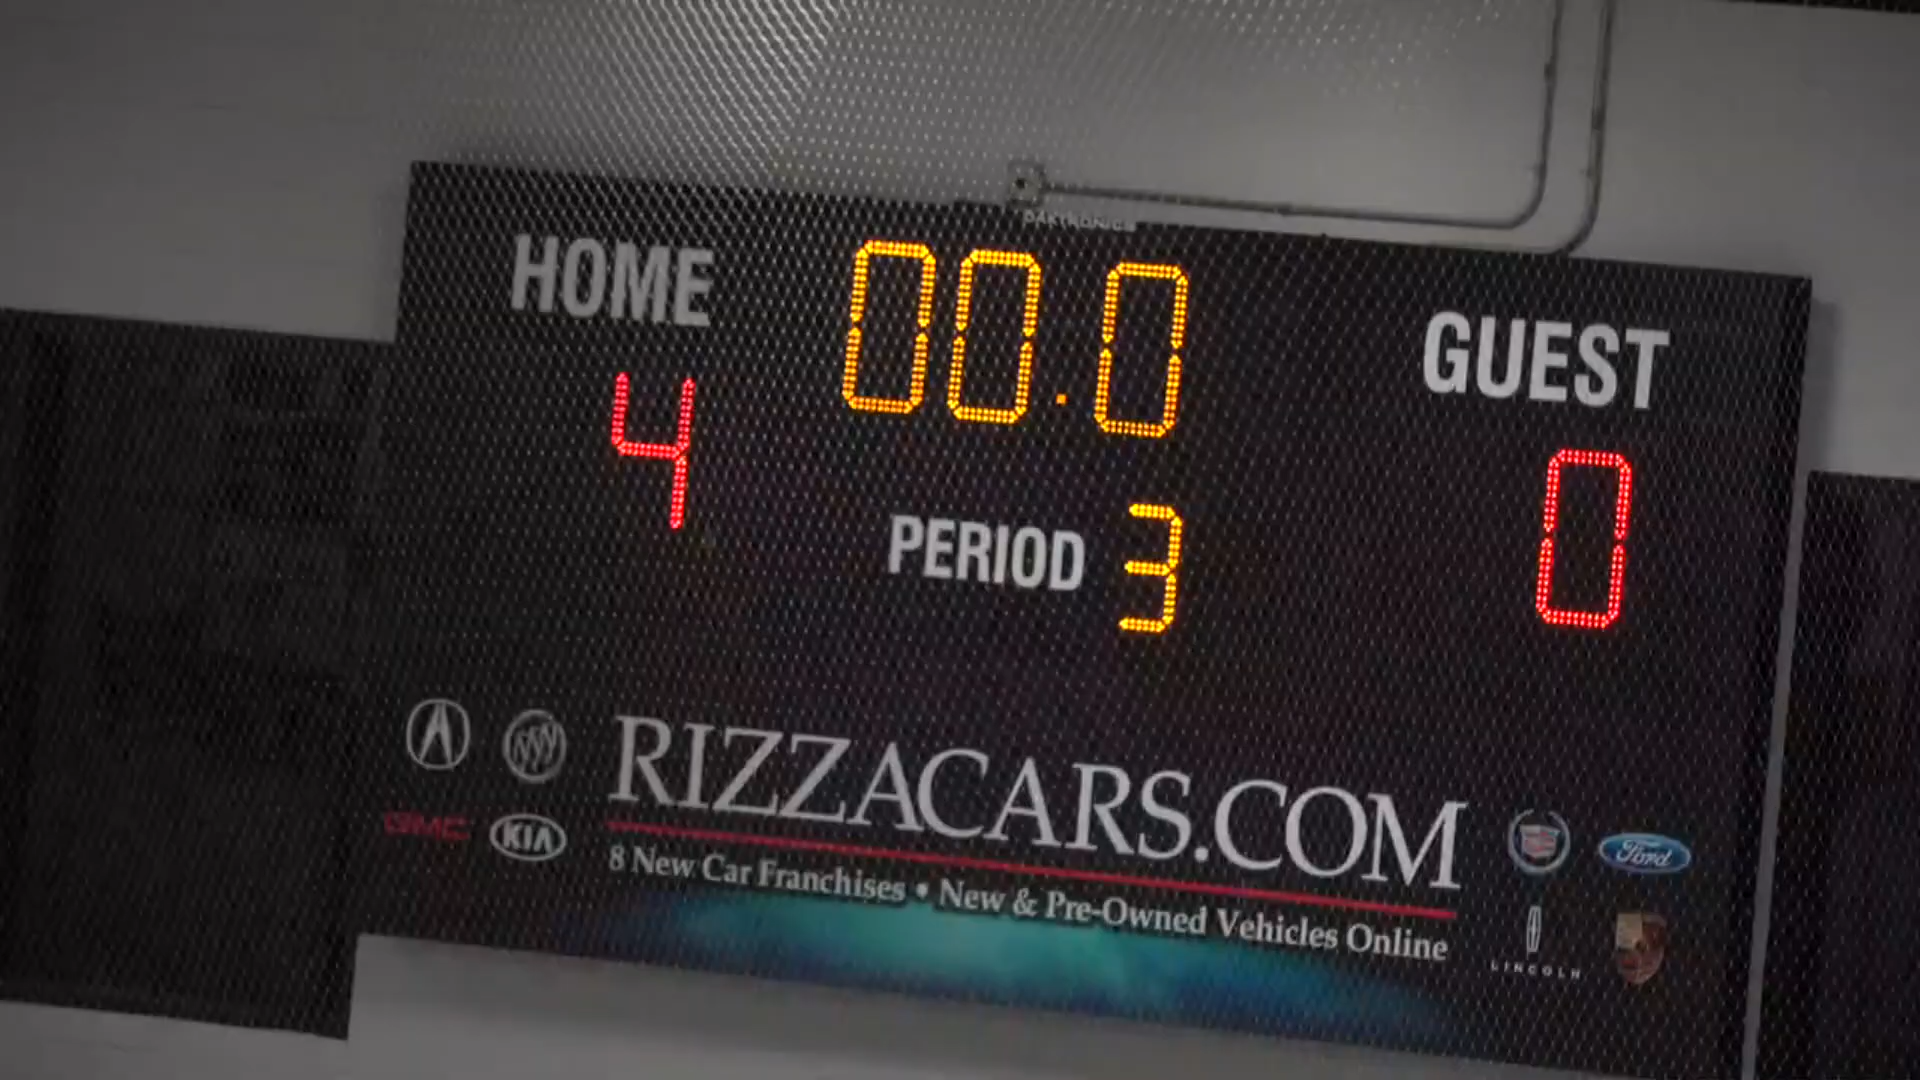 DAKTRONICS
HOME
00.0
GUEST
4
0
PERIOD 3
RIZZACARS.COM
GMC
KIA
8 New Car Franchises • New & Pre-Owned Vehicles Online
Ford
LINCOLN